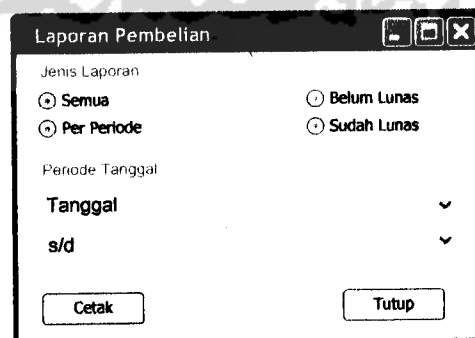 Laporan Pembelian
Jenis Laporan
Semua
Belum Lunas
Per Periode
Sudah Lunas
Periode Tanggal
Tanggal
s/d
Cetak
Tutup